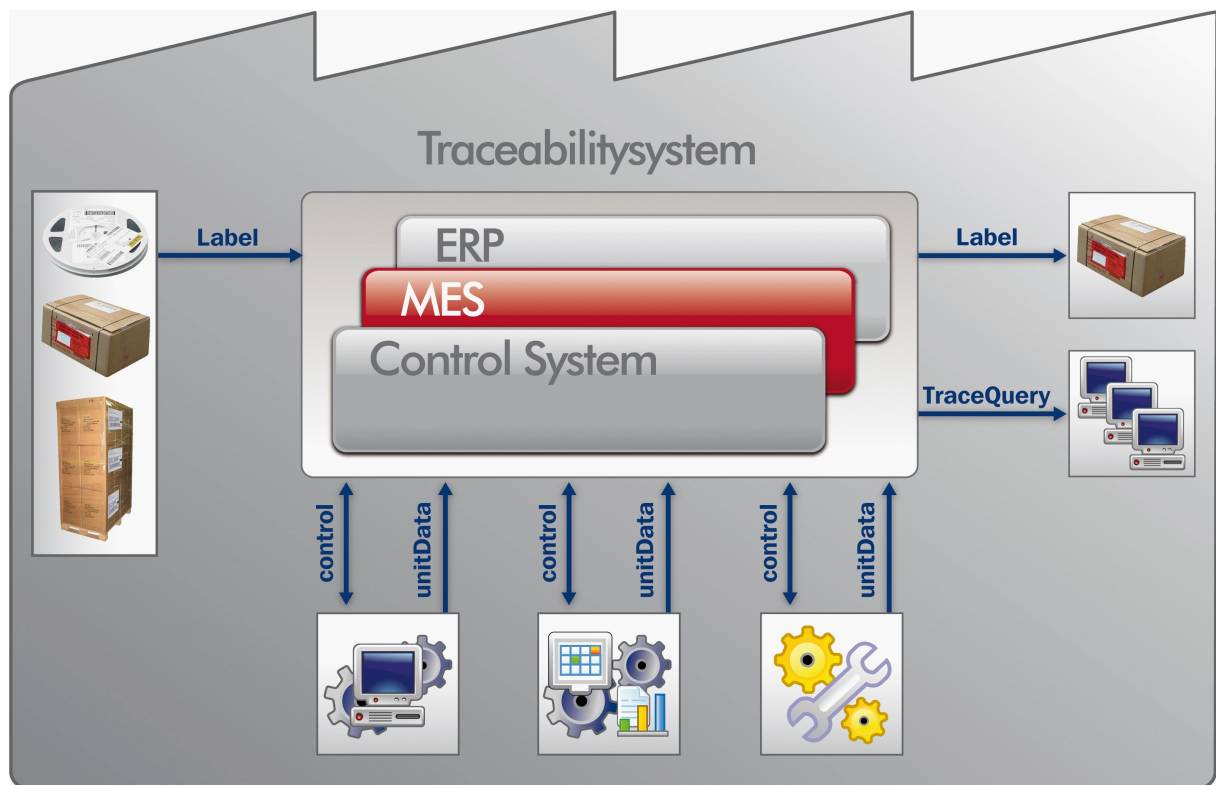 Traceabilitysystem
Label
ERP
MES
Control System
Label
TraceQuery
control
unitData
control
unitData
control
unitData